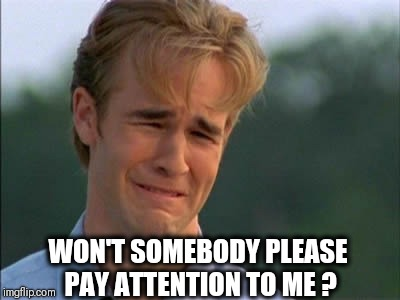 WON'T SOMEBODY PLEASE
PAY ATTENTION TO ME ?
imgflip.com